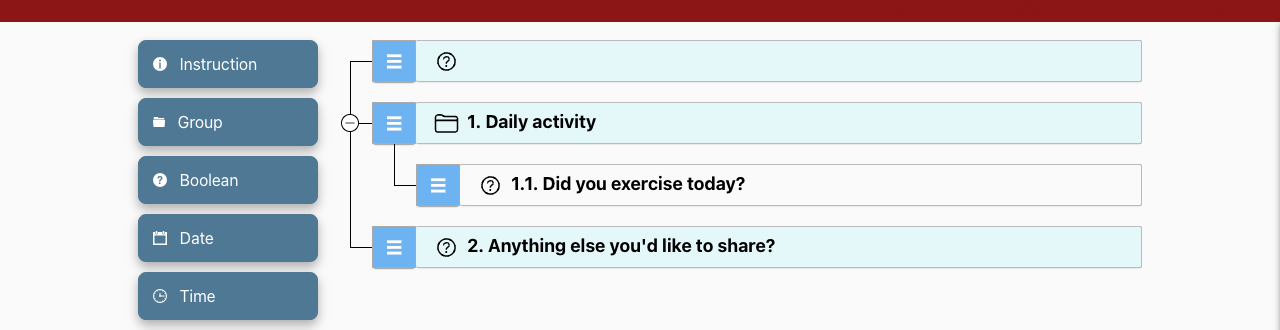 Instruction
Group
Boolean
Date
Time
1. Daily activity
1.1. Did you exercise today?
2. Anything else you'd like to share?